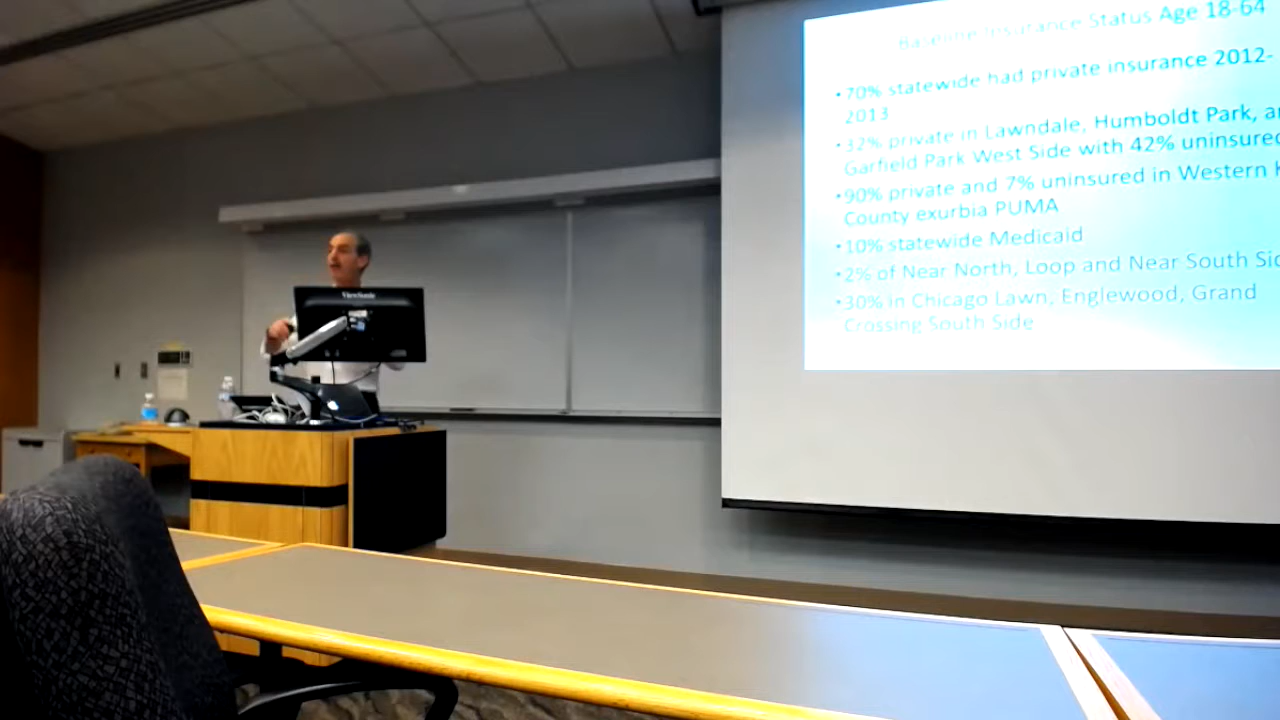 Baseline Insurance Status Age 18-64
•70% statewide had private insurance 2012-
2013
•32% private in Lawndale, Humboldt Park,
Garfield Park West Side with 42% uninsured
•90% private and 7% uninsured in Western
County exurbia PUMA
•10% statewide Medicaid
•2% of Near North, Loop and Near South
•30% in Chicago Lawn, Englewood, Grand
Crossing South Side
ViewSonic